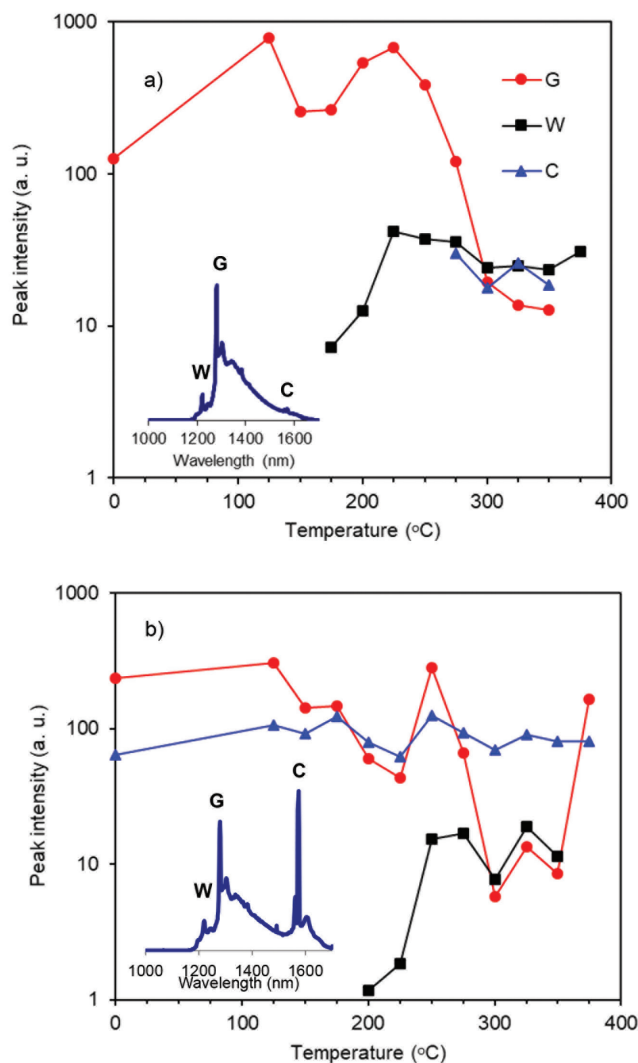 1000
a)
G
W
C
100
Peak intensity (a. u.)
10
G
W
C
1000 1200 1400 1600
Wavelength (nm)
1
0 100 200 300 400
Temperature (oC)
1000
b)
100
Peak intensity (a. u.)
C
G
10
W
1000 1200 1400 1600
Wavelength (nm)
1
0 100 200 300 400
Temperature (oC)